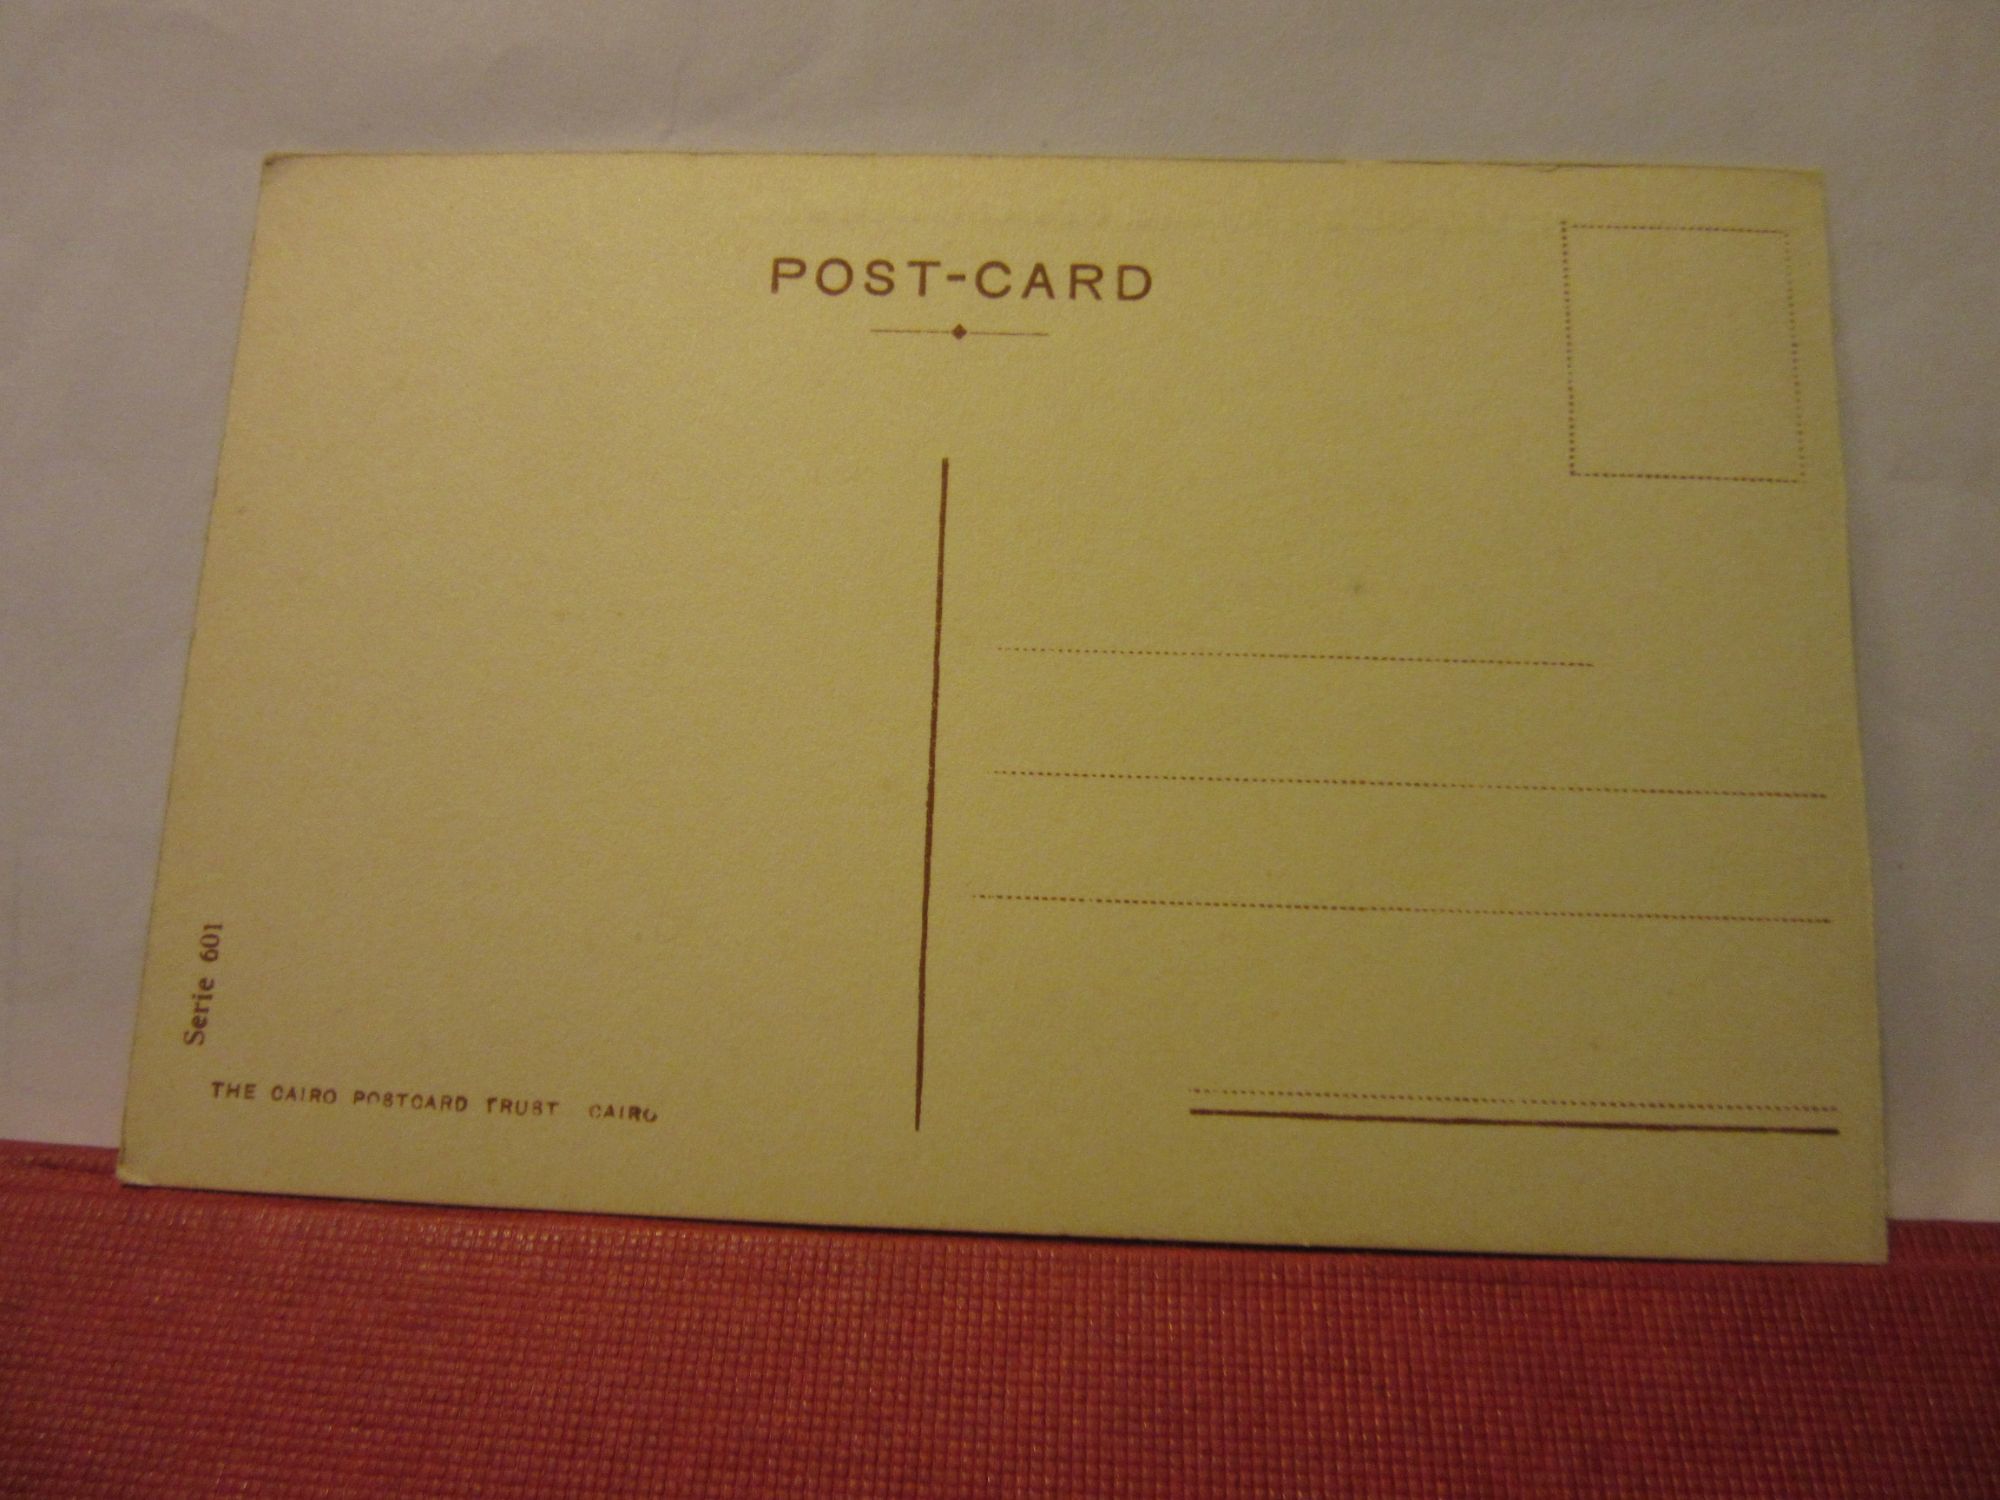 POST-CARD
Serie 601
THE CAIRO POSTCARD TRUST CAIRO